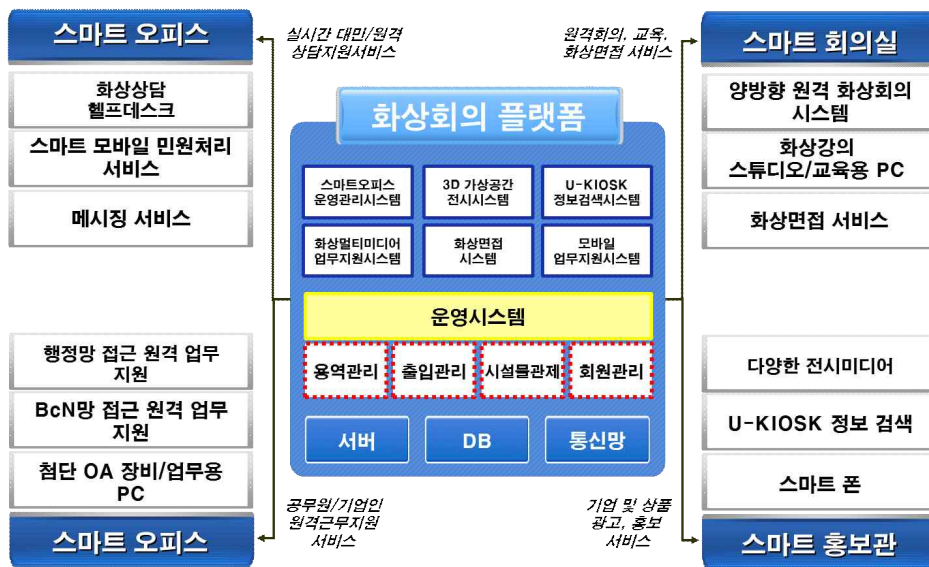 스마트 오피스
화상상담
헬프데스크
스마트 모바일 민원처리
서비스
메시징 서비스
행정망 접근 원격 업무
지원
BcN망 접근 원격 업무
지원
첨단 OA 장비/업무용
PC
스마트 오피스
실시간 대만/원격
상담지원서비스
원격회의, 교육,
화상면접 서비스
화상회의 플랫폼
스마트오피스
운영관리시스템
3D 가상공간
전시시스템
U-KIOSK
정보검색시스템
화상멀티미디어
업무지원시스템
화상면접
시스템
모바일
업무지원시스템
운영시스템
용역관리
출입관리
시설물관제
회원관리
서버
DB
통신망
공무원/기업인
원격근무지원
서비스
기업 및 상품
광고, 홍보
서비스
스마트 회의실
양방향 원격 화상회의
시스템
화상강의
스튜디오/교육용 PC
화상면접 서비스
다양한 전시미디어
U-KIOSK 정보 검색
스마트 폰
스마트 홍보관